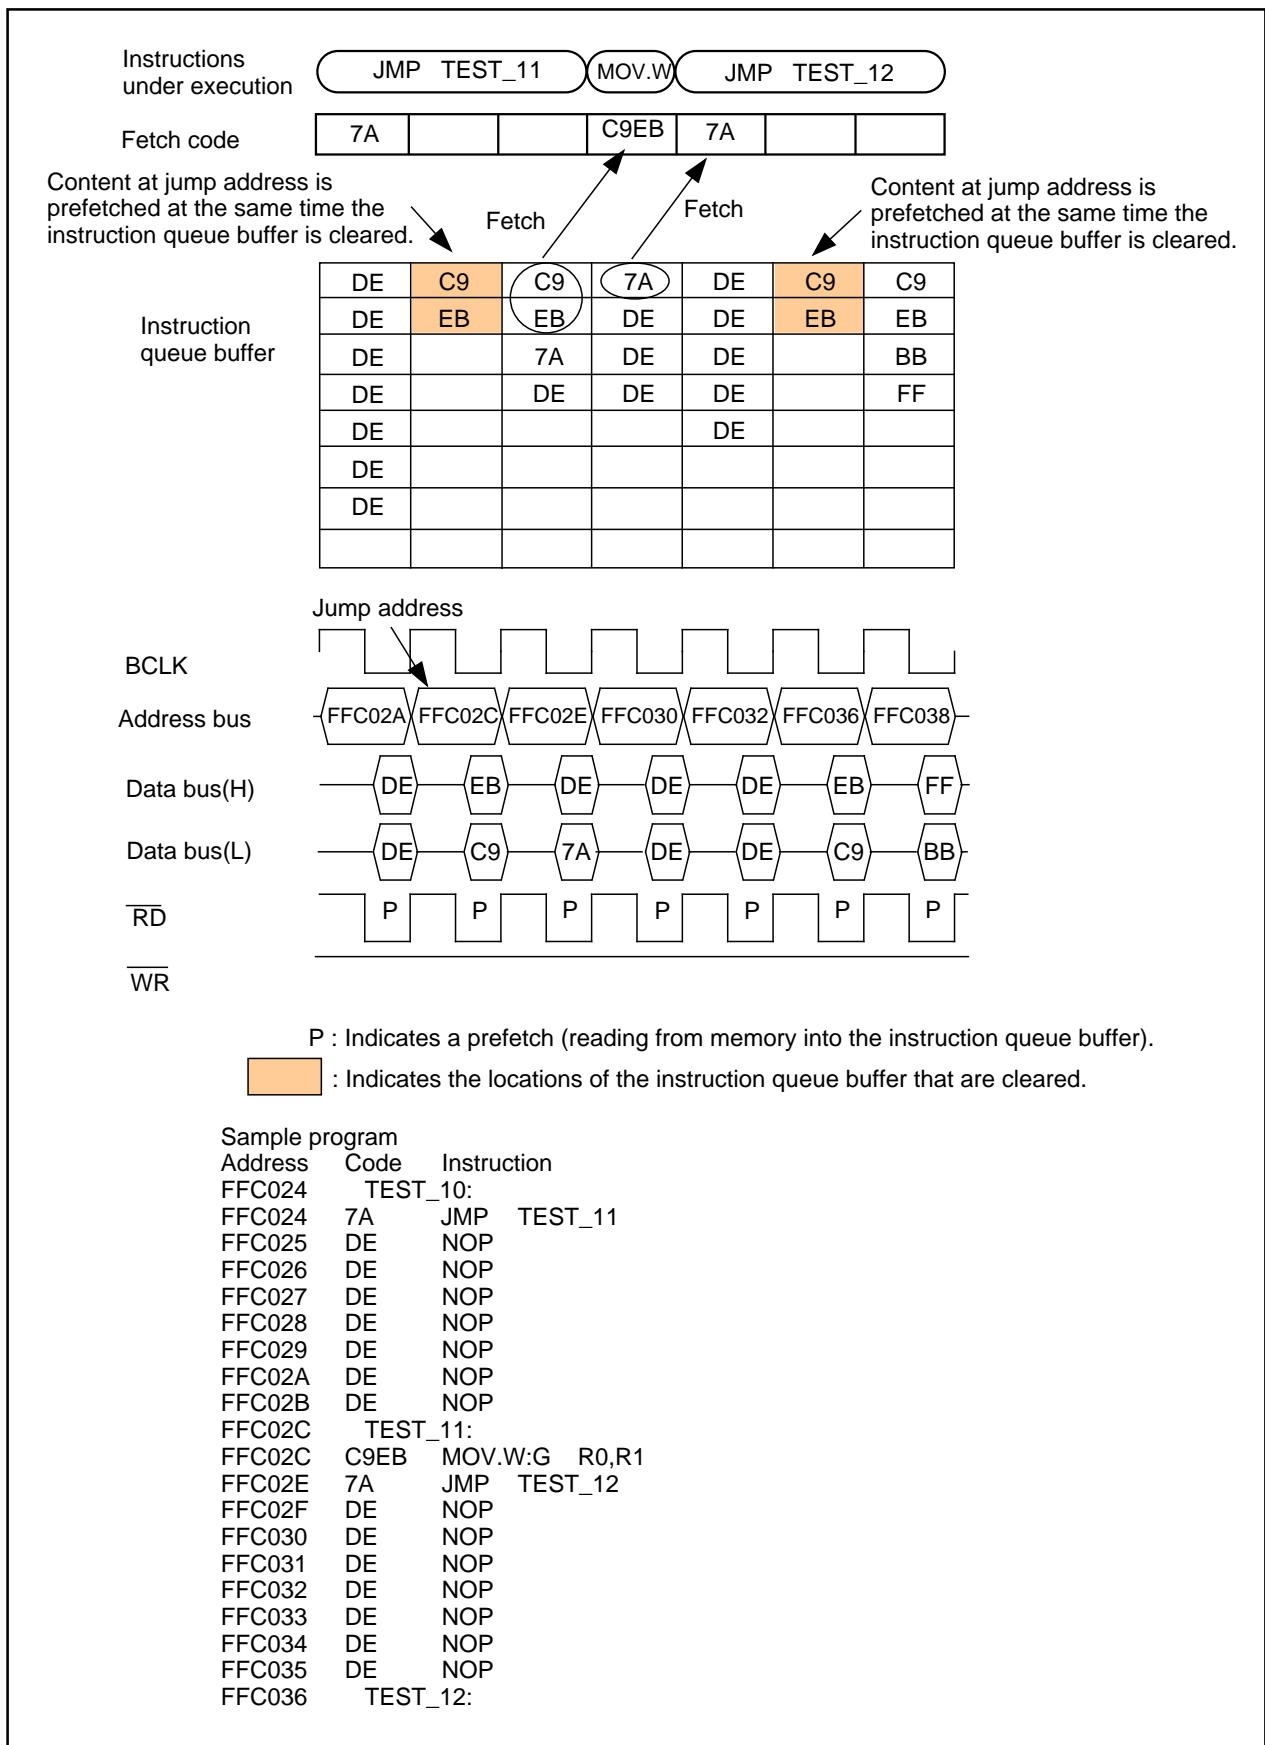 Instructions
under execution
JMP TEST_11 MOV.W JMP TEST_12
Fetch code
7A C9EB 7A
Content at jump address is
prefetched at the same time the
instruction queue buffer is cleared.
Fetch
Fetch
Content at jump address is
prefetched at the same time the
instruction queue buffer is cleared.
Instruction
queue buffer
DE C9 C9 7A DE C9 C9
DE EB EB DE DE EB EB
DE 7A DE DE BB
DE DE DE DE FF
DE DE
DE
DE
Jump address
BCLK
Address bus
FFC02A FFC02C FFC02E FFC030 FFC032 FFC036 FFC038
Data bus(H)
DE EB DE DE DE EB FF
Data bus(L)
DE C9 7A DE DE C9 BB
RD
P P P P P P P
WR
P : Indicates a prefetch (reading from memory into the instruction queue buffer).
: Indicates the locations of the instruction queue buffer that are cleared.
Sample program
Address Code Instruction
FFC024 TEST_10:
FFC024 7A JMP TEST_11
FFC025 DE NOP
FFC026 DE NOP
FFC027 DE NOP
FFC028 DE NOP
FFC029 DE NOP
FFC02A DE NOP
FFC02B DE NOP
FFC02C TEST_11:
FFC02C C9EB MOV.W:G R0,R1
FFC02E 7A JMP TEST_12
FFC02F DE NOP
FFC030 DE NOP
FFC031 DE NOP
FFC032 DE NOP
FFC033 DE NOP
FFC034 DE NOP
FFC035 DE NOP
FFC036 TEST_12: